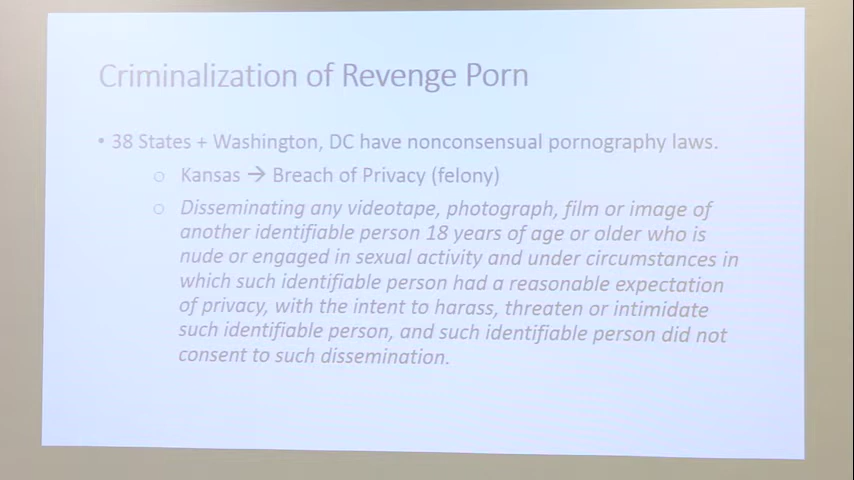 Criminalization of Revenge Porn
• 38 States + Washington, DC have nonconsensual pornography laws.
○ Kansas → Breach of Privacy (felony)
○ Disseminating any videotape, photograph, film or image of
another identifiable person 18 years of age or older who is
nude or engaged in sexual activity and under circumstances in
which such identifiable person had a reasonable expectation
of privacy, with the intent to harass, threaten or intimidate
such identifiable person, and such identifiable person did not
consent to such dissemination.